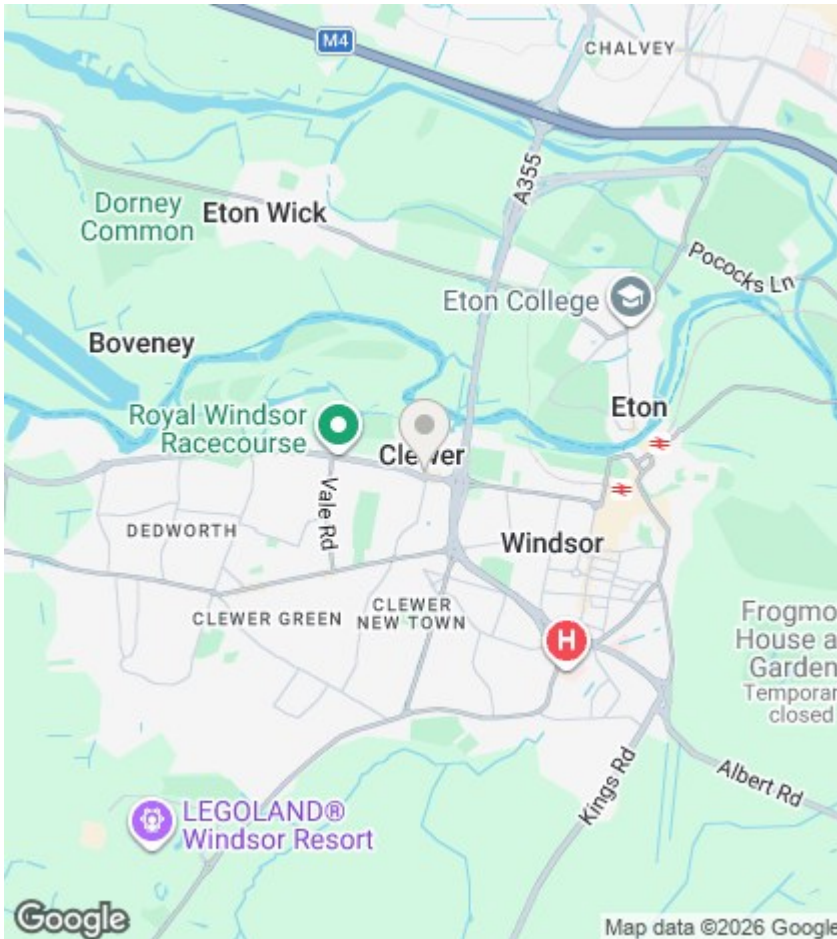 M4
CHALVEY
A355
Dorney
Common
Eton Wick
Pococks Ln
Eton College
Boveney
Eton
Royal Windsor
Racecourse
Clewer
Vale Rd
DEDWORTH
Windsor
CLEWER GREEN
CLEWER
NEW TOWN
H
Frogmo
House a
Garden
Temporar
closed
Kings Rd
Albert Rd
LEGOLAND®
Windsor Resort
Google
Map data ©2026 Google